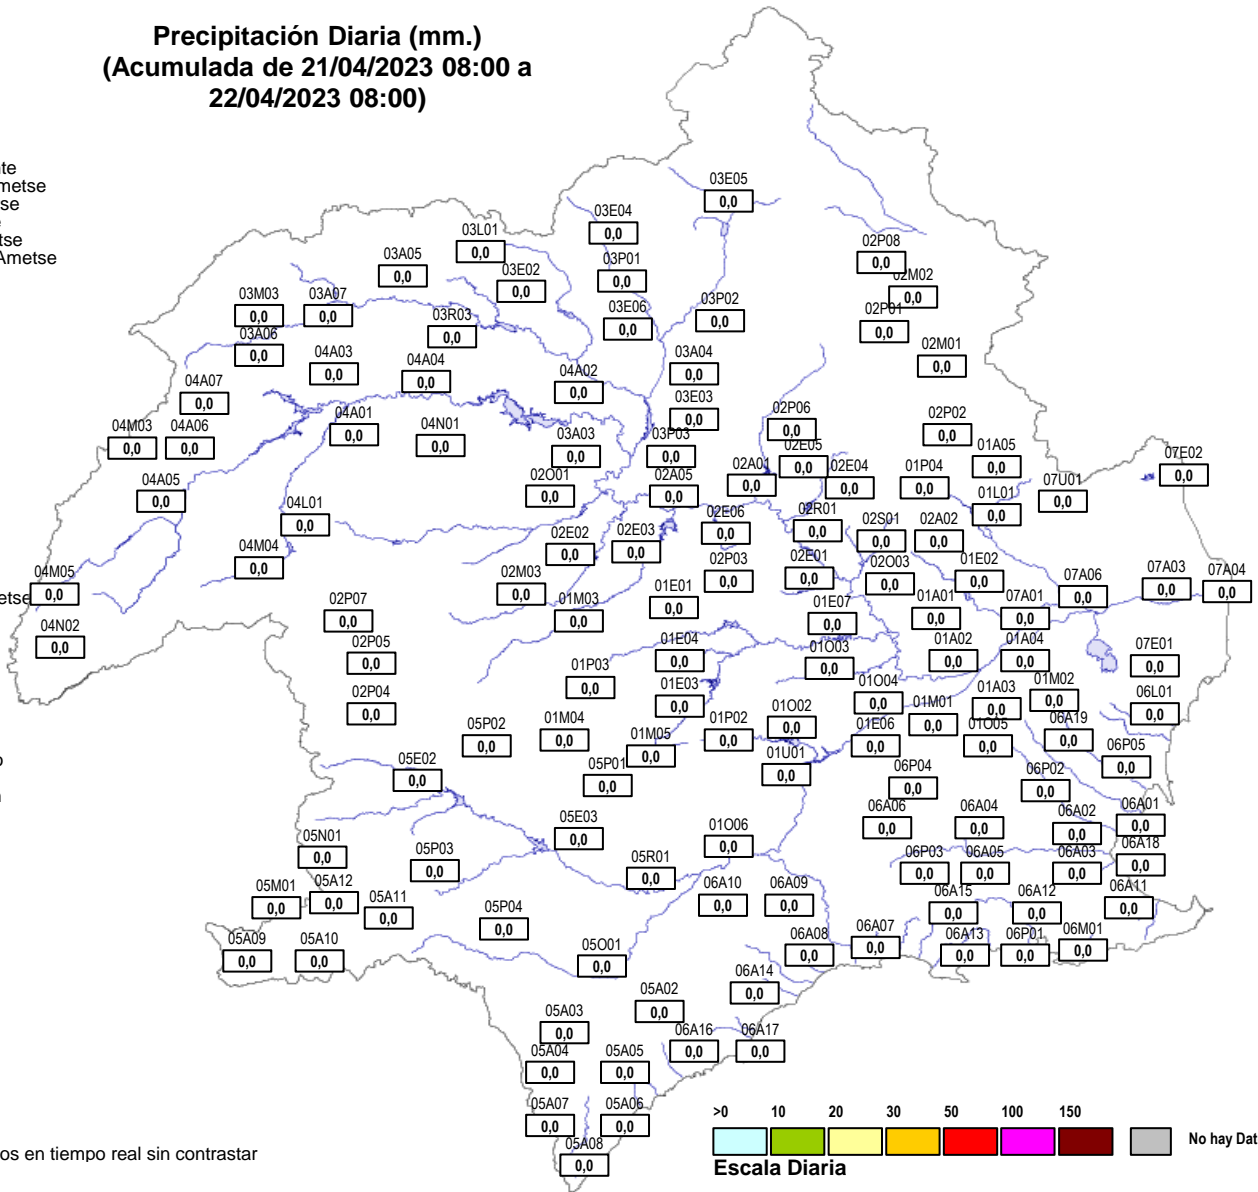 Precipitación Diaria (mm.)
(Acumulada de 21/04/2023 08:00 a
22/04/2023 08:00)
03E05
0,0
03E04
0,0
03L01
0,0
03A05
0,0
03E02
0,0
03P01
0,0
02P08
0,0
02M02
0,0
03M03
0,0
03A07
0,0
03R03
0,0
03E06
0,0
03P02
0,0
02P01
0,0
03A06
0,0
04A03
0,0
04A04
0,0
03A04
0,0
02M01
0,0
04A07
0,0
04A02
0,0
03E03
0,0
04M03
0,0
04A06
0,0
04A01
0,0
04N01
0,0
03A03
0,0
03P03
0,0
02P06
0,0
02P02
0,0
02E05
0,0
01A05
0,0
07E02
0,0
04A05
0,0
02O01
0,0
02A05
0,0
02A01
0,0
02E04
0,0
01P04
0,0
07U01
0,0
01L01
0,0
04L01
0,0
02E06
0,0
02R01
0,0
02S01
0,0
02A02
0,0
04M04
0,0
02E02
0,0
02E03
0,0
04M05
0,0
02M03
0,0
02P03
0,0
02E01
0,0
02O03
0,0
01E02
0,0
07A06
0,0
07A03
0,0
07A04
0,0
02P07
0,0
01M03
0,0
01E01
0,0
01E07
0,0
01A01
0,0
07A01
0,0
04N02
0,0
02P05
0,0
01E04
0,0
01O03
0,0
01A02
0,0
01A04
0,0
07E01
0,0
02P04
0,0
01P03
0,0
01E03
0,0
01O04
0,0
01M01
0,0
01A03
0,0
01M02
0,0
06L01
0,0
05P02
0,0
01M04
0,0
01M05
0,0
01P02
0,0
01O02
0,0
01E06
0,0
01O05
0,0
06A19
0,0
05E02
0,0
05P01
0,0
01U01
0,0
06P04
0,0
06P02
0,0
06P05
0,0
05N01
0,0
05P03
0,0
05E03
0,0
01O06
0,0
06A06
0,0
06A04
0,0
06A02
0,0
06A01
0,0
05R01
0,0
06P03
0,0
06A05
0,0
06A03
0,0
06A18
0,0
05M01
0,0
05A12
0,0
05A11
0,0
05P04
0,0
06A10
0,0
06A09
0,0
06A15
0,0
06A12
0,0
06A11
0,0
05A09
0,0
05A10
0,0
05O01
0,0
06A08
0,0
06A07
0,0
06A13
0,0
06P01
0,0
06M01
0,0
06A14
0,0
05A02
0,0
05A03
0,0
06A16
0,0
06A17
0,0
05A04
0,0
05A05
0,0
05A07
0,0
05A06
0,0
05A08
0,0
>0 10 20 30 50 100 150
No hay Dat
Escala Diaria
os en tiempo real sin contrastar
te
metse
se
tse
Ametse
etse